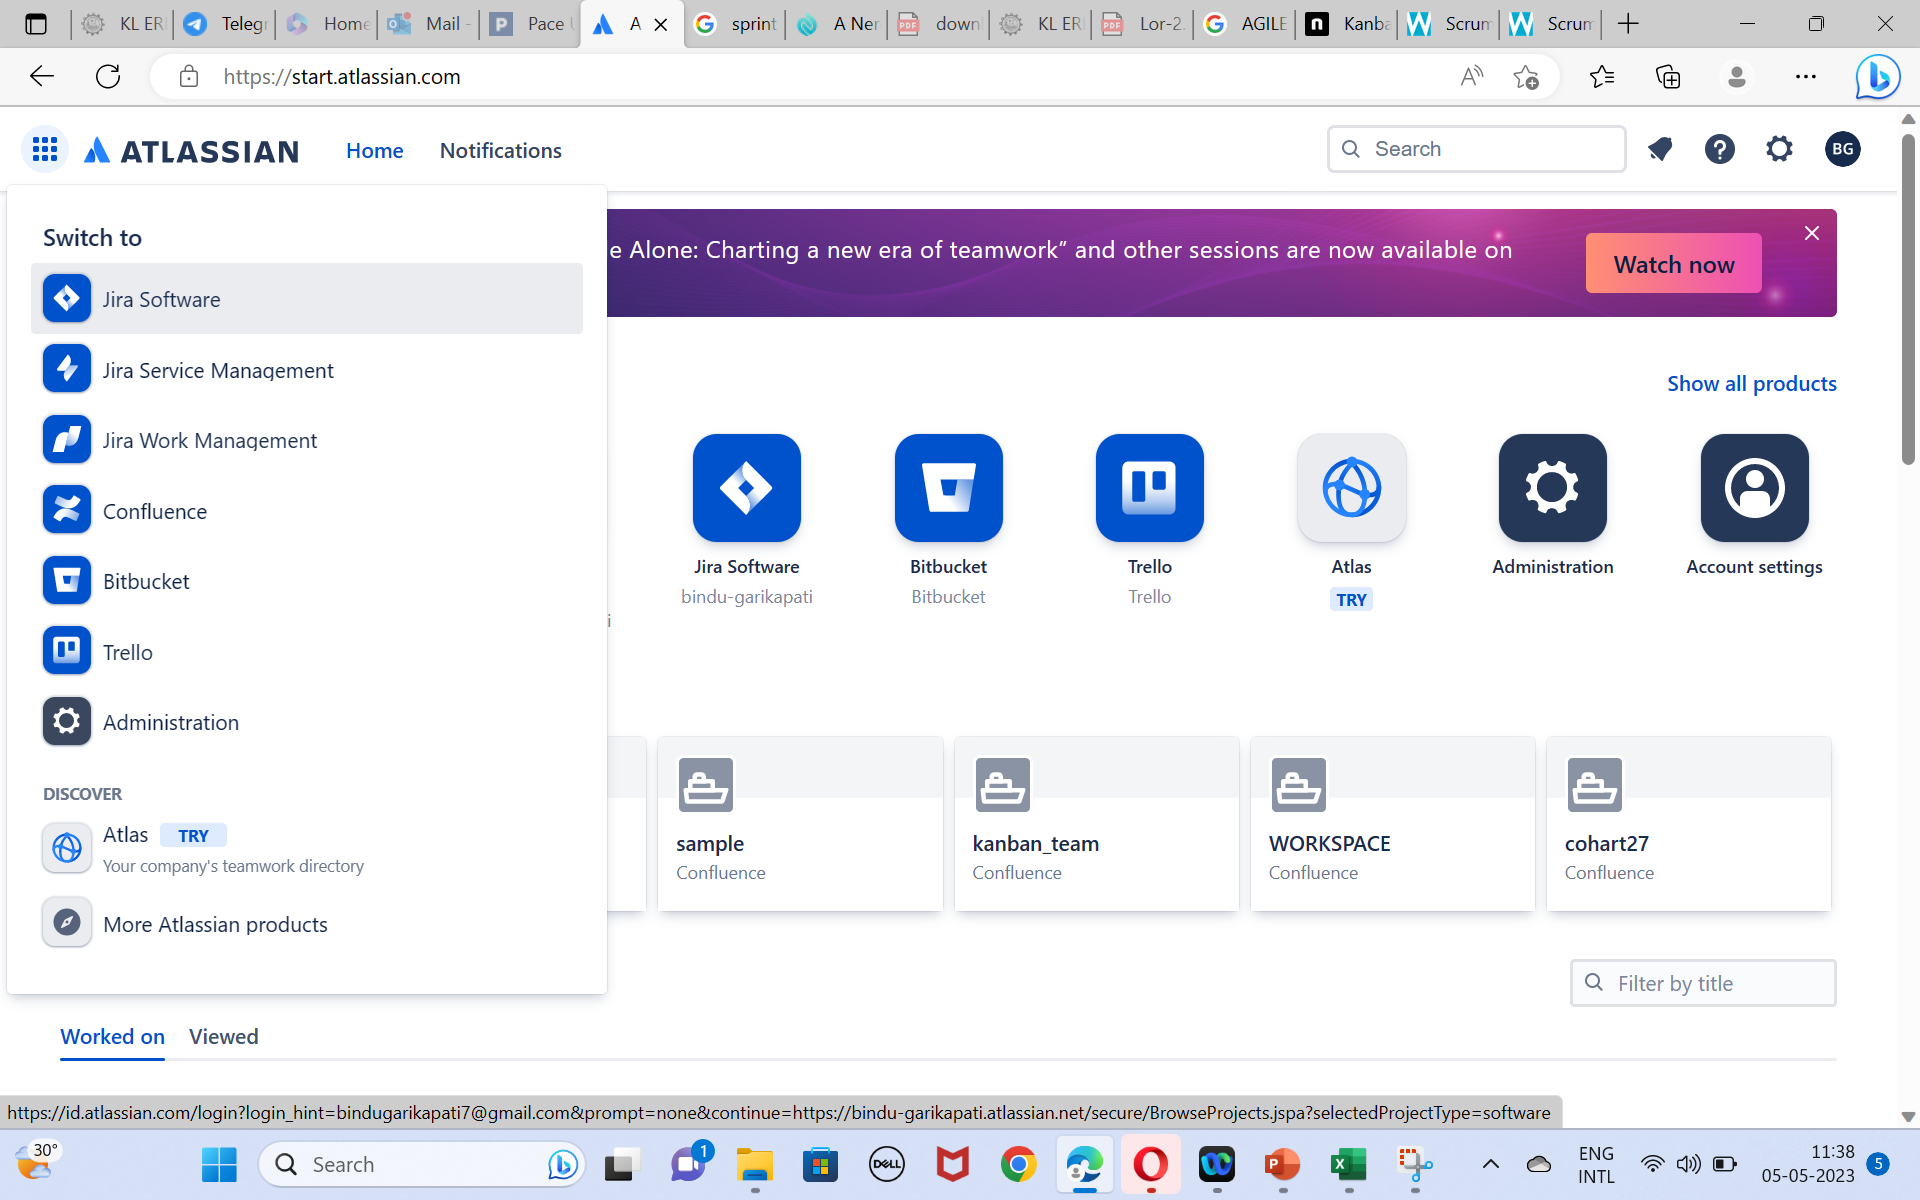 KL ER
Telegr
Home
Mail -
Pace U
A
sprint
A Ner
down
KL ER
Lor-2.
AGILE
Kanba
Scrum
Scrum
https://start.atlassian.com
ATLASSIAN
Home
Notifications
Search
BG
Switch to
Jira Software
Jira Service Management
Jira Work Management
Confluence
Bitbucket
Trello
Administration
DISCOVER
Atlas TRY
Your company's teamwork directory
More Atlassian products
e Alone: Charting a new era of teamwork” and other sessions are now available on
Watch now
Show all products
Jira Software
bindu-garikapati
Bitbucket
Bitbucket
Trello
Trello
Atlas
TRY
Administration
Account settings
i
sample
Confluence
kanban_team
Confluence
WORKSPACE
Confluence
cohart27
Confluence
Filter by title
Worked on
Viewed
https://id.atlassian.com/login?login_hint=bindugarikapati7@gmail.com&prompt=none&continue=https://bindu-garikapati.atlassian.net/secure/BrowseProjects.jspa?selectedProjectType=software
30°
Search
1
DELL
ENG
INTL
11:38
05-05-2023
5